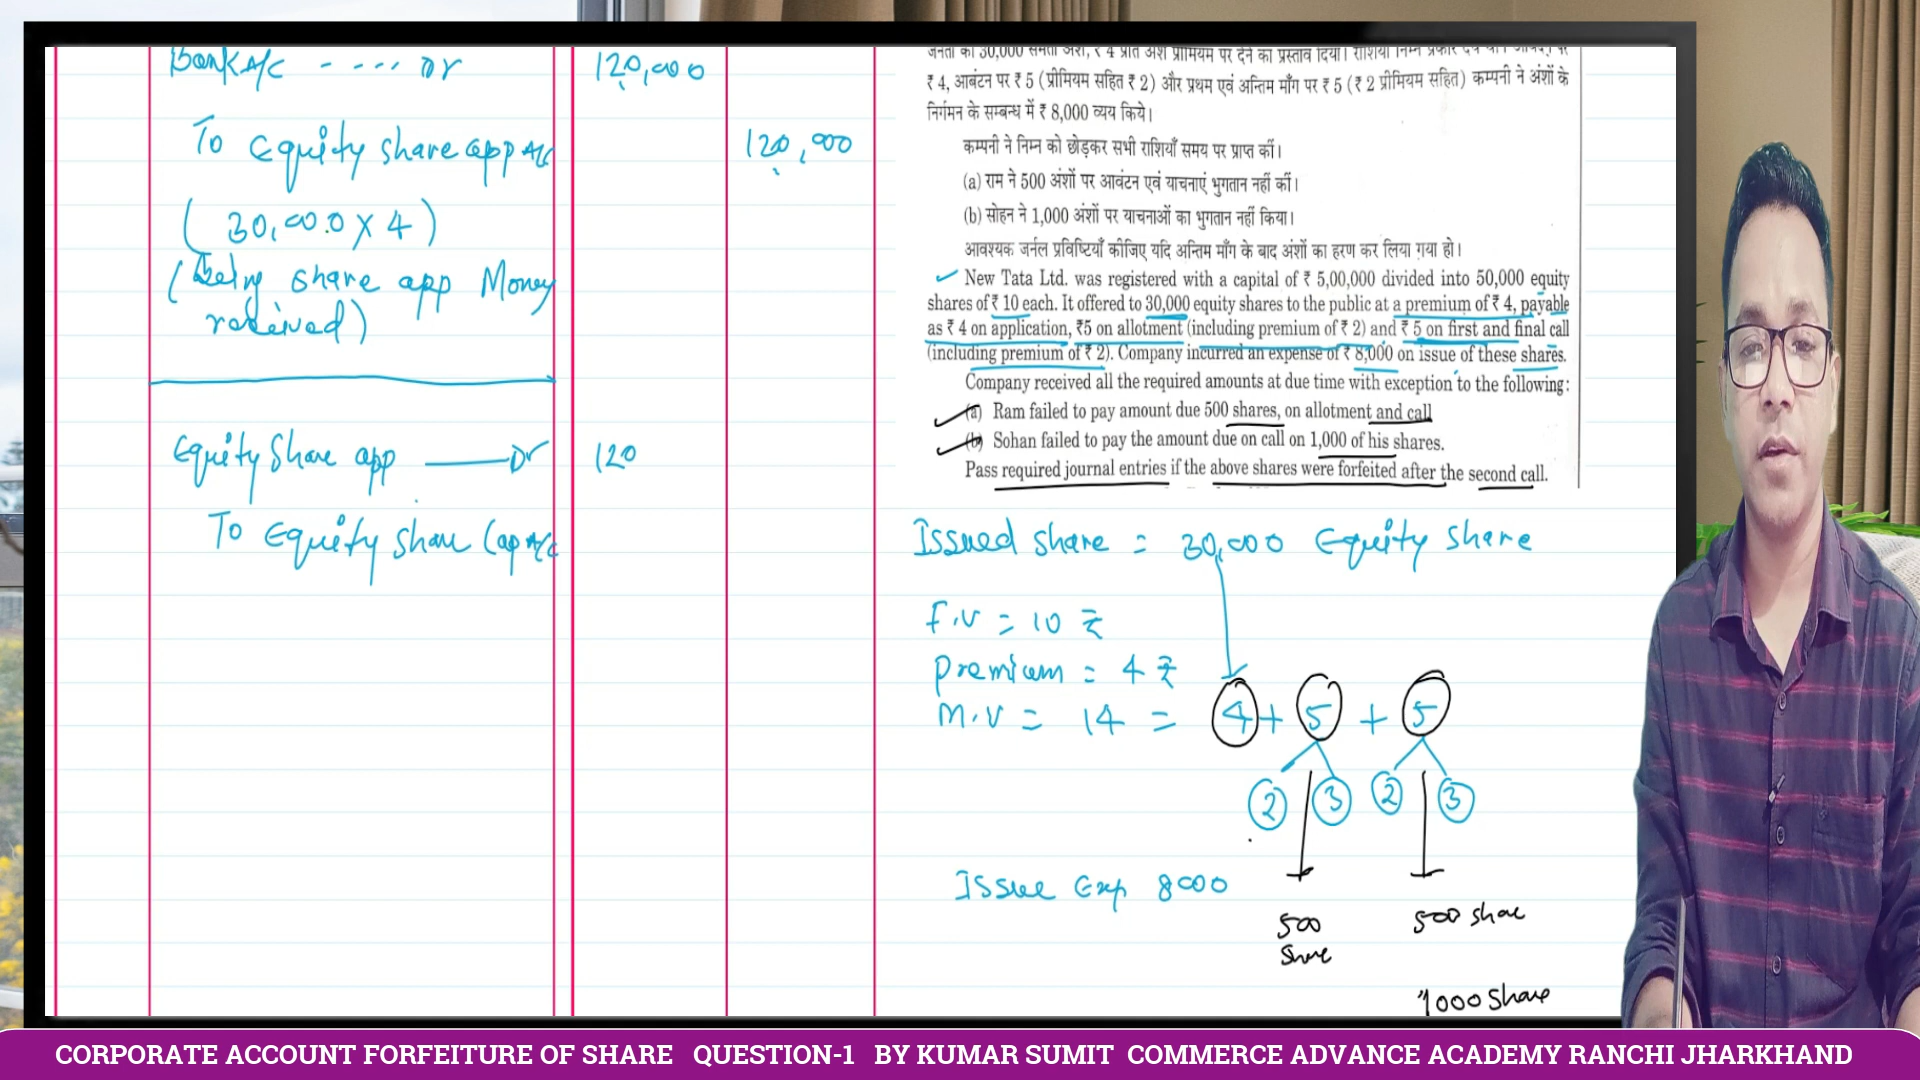 Bank A/c - - - - - Dr 120,000
To Equity share app A/c 120,000
( 30,000 X 4 )
( Being share app Money
received )
Equity Share app ——— Dr 120
To Equity Share Cap A/c
जनता को 30,000 समता अंश, ₹ 4 प्रति अंश प्रीमियम पर देने का प्रस्ताव दिया। राशियाँ निम्न प्रकार देय थीं। आवेदन पर
₹ 4, आबंटन पर ₹ 5 (प्रीमियम सहित ₹ 2) और प्रथम एवं अन्तिम माँग पर ₹ 5 (₹ 2 प्रीमियम सहित) कम्पनी ने अंशों के
निर्गमन के सम्बन्ध में ₹ 8,000 व्यय किये।
कम्पनी ने निम्न को छोड़कर सभी राशियाँ समय पर प्राप्त कीं।
(a) राम ने 500 अंशों पर आवंटन एवं याचनाएं भुगतान नहीं कीं।
(b) सोहन ने 1,000 अंशों पर याचनाओं का भुगतान नहीं किया।
आवश्यक जर्नल प्रविष्टियाँ कीजिए यदि अन्तिम माँग के बाद अंशों का हरण कर लिया गया हो।
New Tata Ltd. was registered with a capital of ₹ 5,00,000 divided into 50,000 equity
shares of ₹ 10 each. It offered to 30,000 equity shares to the public at a premium of ₹ 4, payable
as ₹ 4 on application, ₹5 on allotment (including premium of ₹ 2) and ₹ 5 on first and final call
(including premium of ₹ 2). Company incurred an expense of ₹ 8,000 on issue of these shares.
Company received all the required amounts at due time with exception to the following:
(a) Ram failed to pay amount due 500 shares, on allotment and call
(b) Sohan failed to pay the amount due on call on 1,000 of his shares.
Pass required journal entries if the above shares were forfeited after the second call.
Issued share = 30,000 Equity Share
F.V = 10 ₹
Premium = 4 ₹
M.V = 14 = 4 + 5 + 5
2 3 2 3
Issue Exp 8000
500 500 share
Share
1000 Share
CORPORATE ACCOUNT FORFEITURE OF SHARE QUESTION-1 BY KUMAR SUMIT COMMERCE ADVANCE ACADEMY RANCHI JHARKHAND